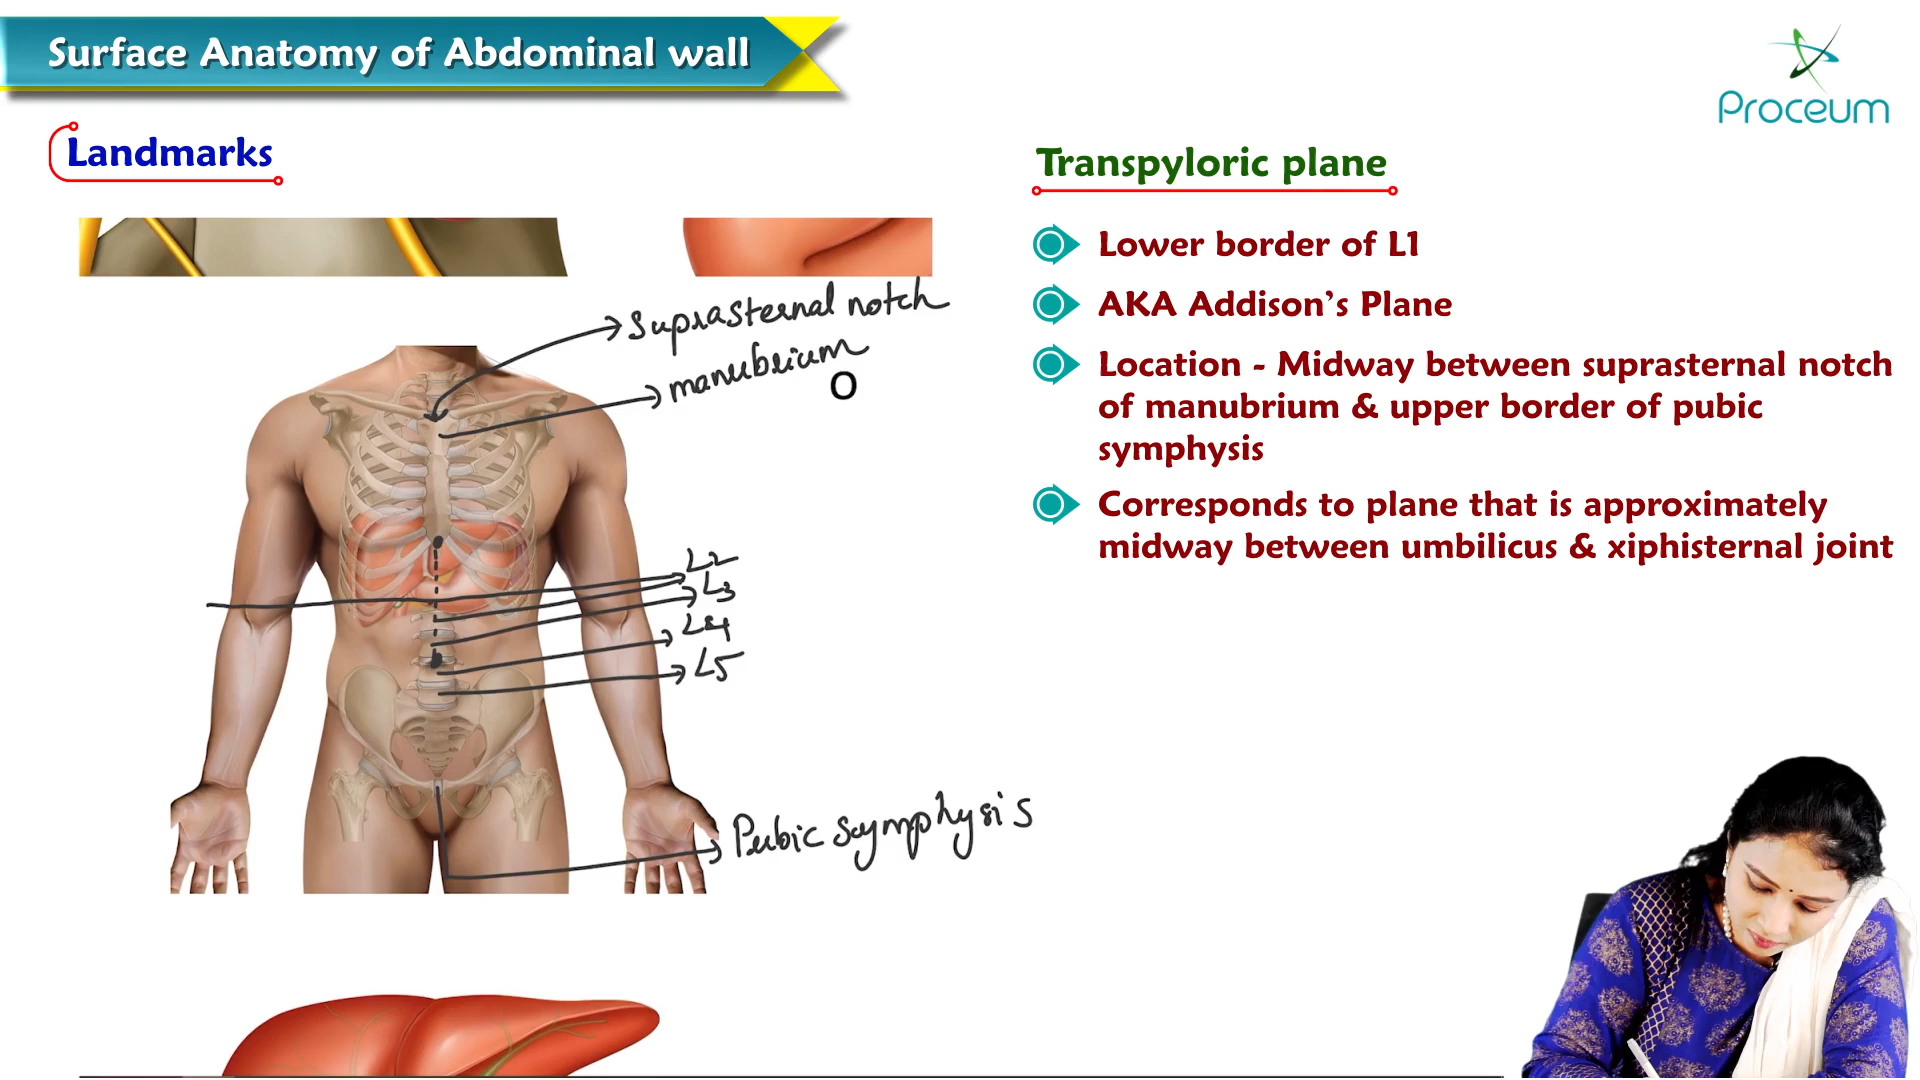 Surface Anatomy of Abdominal wall
Proceum
Landmarks
Transpyloric plane
Lower border of L1
AKA Addison's Plane
Location - Midway between suprasternal notch
of manubrium & upper border of pubic
symphysis
Corresponds to plane that is approximately
midway between umbilicus & xiphisternal joint
Suprasternal notch
manubrium
O
L2
L3
L4
L5
Pubic symphysis